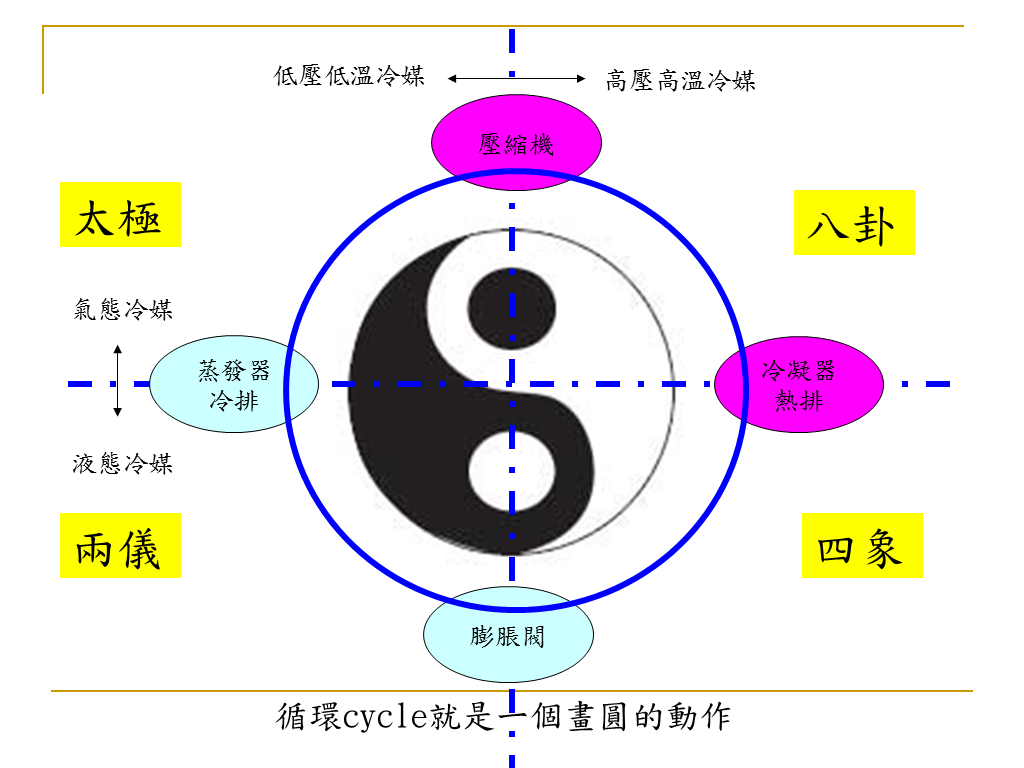 低壓低溫冷媒
高壓高溫冷媒
壓縮機
太極
八卦
氣態冷媒
蒸發器
冷排
冷凝器
熱排
液態冷媒
兩儀
四象
膨脹閥
循環cycle就是一個畫圓的動作